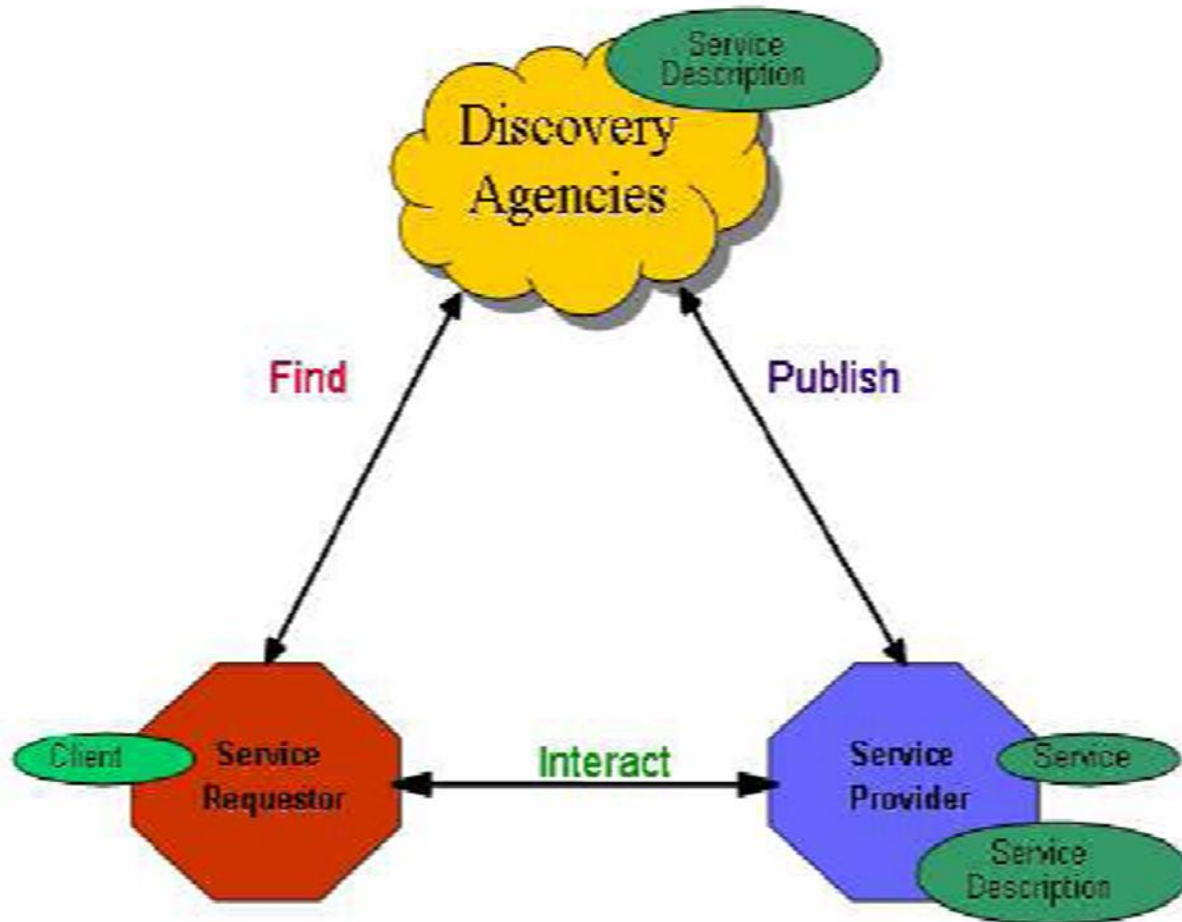 Service
Description
Discovery
Agencies
Find
Publish
Client
Service
Requestor
Interact
Service
Provider
Service
Service
Description